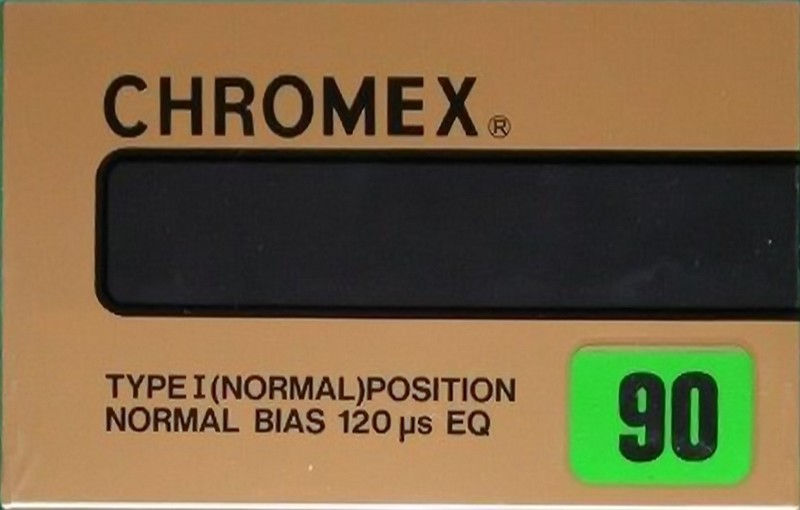 CHROMEX®
TYPE I (NORMAL) POSITION
NORMAL BIAS 120 µs EQ
90